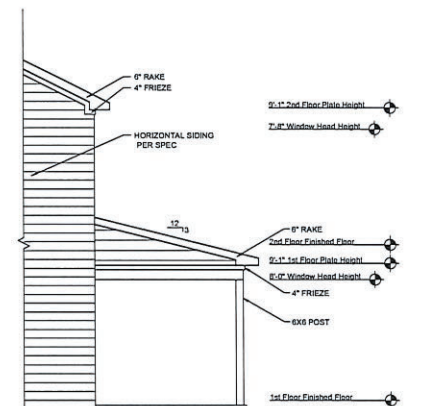 6" RAKE
4" FRIEZE
9'-1" 2nd Floor Plate Height
7'-8" Window Head Height
HORIZONTAL SIDING
PER SPEC
12
3
6" RAKE
2nd Floor Finished Floor
9'-1" 1st Floor Plate Height
8'-0" Window Head Height
4" FRIEZE
6X6 POST
1st Floor Finished Floor